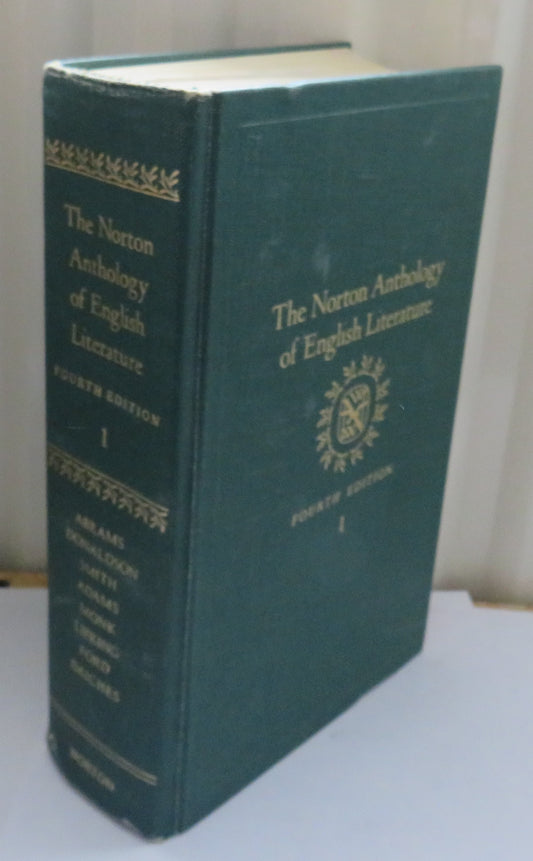 The Norton
Anthology
of English
Literature
FOURTH EDITION
1
ABRAMS
DONALDSON
SMITH
ADAMS
MONK
LIPKING
FORD
DAICHES
NORTON
The Norton Anthology
of English Literature
FOURTH EDITION
1